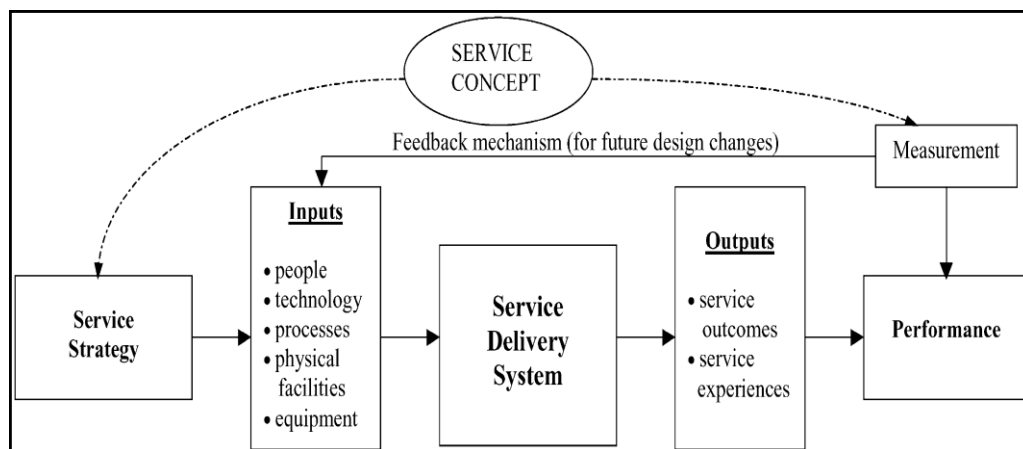 SERVICE
CONCEPT
Feedback mechanism (for future design changes)
Measurement
Service
Strategy
Inputs
• people
• technology
• processes
• physical
facilities
• equipment
Service
Delivery
System
Outputs
• service
outcomes
• service
experiences
Performance